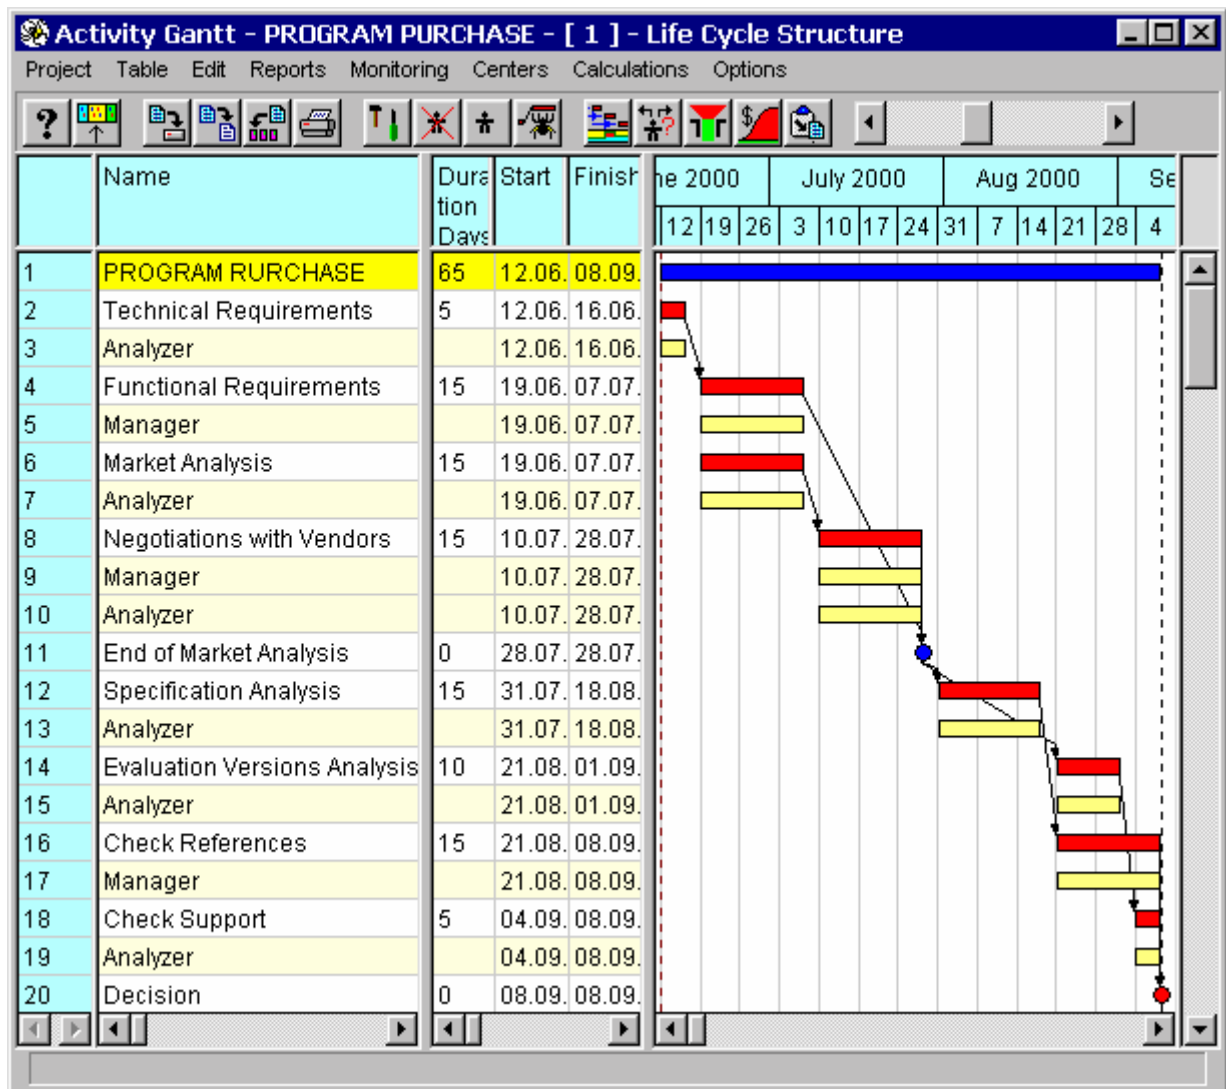 Activity Gantt - PROGRAM PURCHASE - [ 1 ] - Life Cycle Structure
Project Table Edit Reports Monitoring Centers Calculations Options
? $ ?
Name Dura Start Finish ne 2000 July 2000 Aug 2000 Se
tion
Days 12 19 26 3 10 17 24 31 7 14 21 28 4
1 PROGRAM RURCHASE 65 12.06. 08.09.
2 Technical Requirements 5 12.06. 16.06.
3 Analyzer 12.06. 16.06.
4 Functional Requirements 15 19.06. 07.07.
5 Manager 19.06. 07.07.
6 Market Analysis 15 19.06. 07.07.
7 Analyzer 19.06. 07.07.
8 Negotiations with Vendors 15 10.07. 28.07.
9 Manager 10.07. 28.07.
10 Analyzer 10.07. 28.07.
11 End of Market Analysis 0 28.07. 28.07.
12 Specification Analysis 15 31.07. 18.08.
13 Analyzer 31.07. 18.08.
14 Evaluation Versions Analysis 10 21.08. 01.09.
15 Analyzer 21.08. 01.09.
16 Check References 15 21.08. 08.09.
17 Manager 21.08. 08.09.
18 Check Support 5 04.09. 08.09.
19 Analyzer 04.09. 08.09.
20 Decision 0 08.09. 08.09.